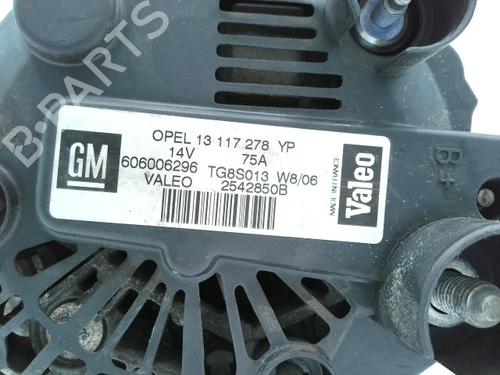 B-PARTS
GM
OPEL 13 117 278 YP
14V 75A
606006296 TG8S013 W8/06
VALEO 2542850B
MADE IN FRANCE
Valeo
B+